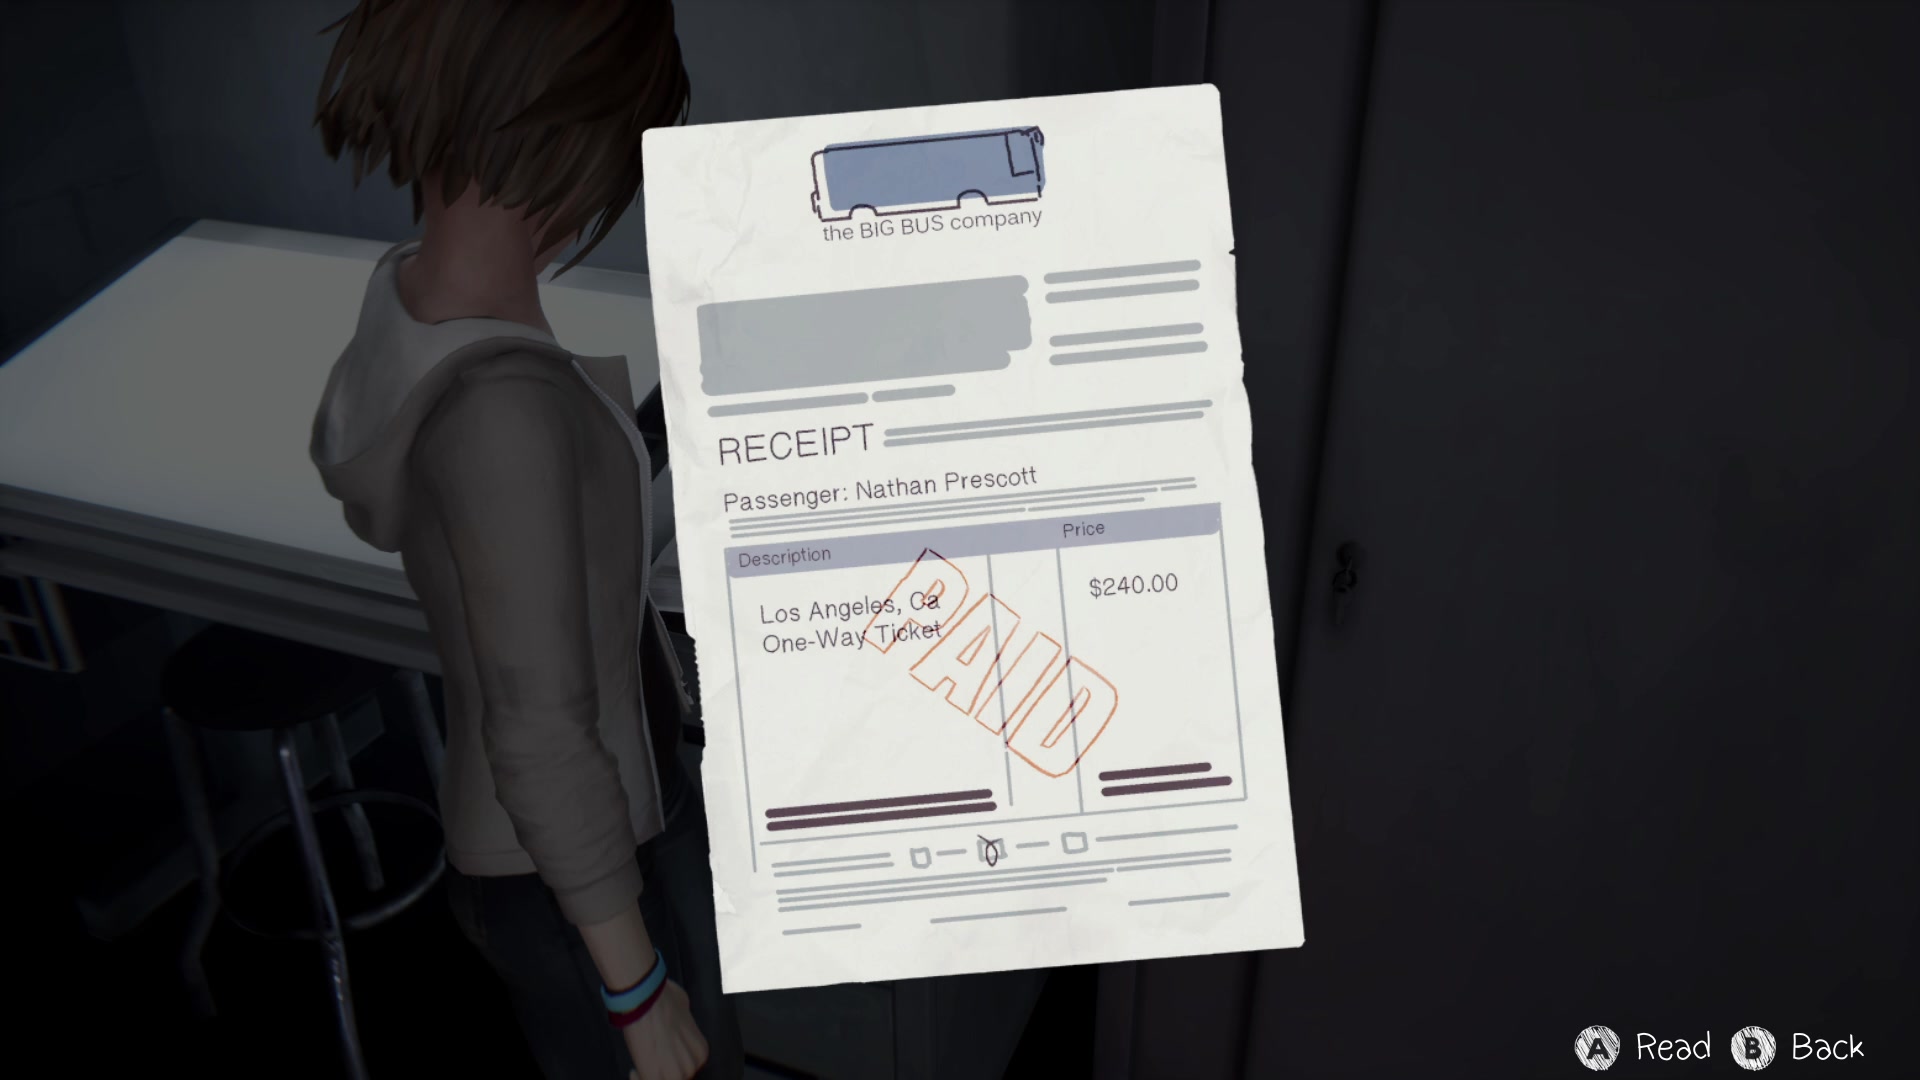 the BIG BUS company
RECEIPT
Passenger: Nathan Prescott
Description
Price
Los Angeles, Ca
One-Way Ticket
$240.00
PAID
A Read B Back